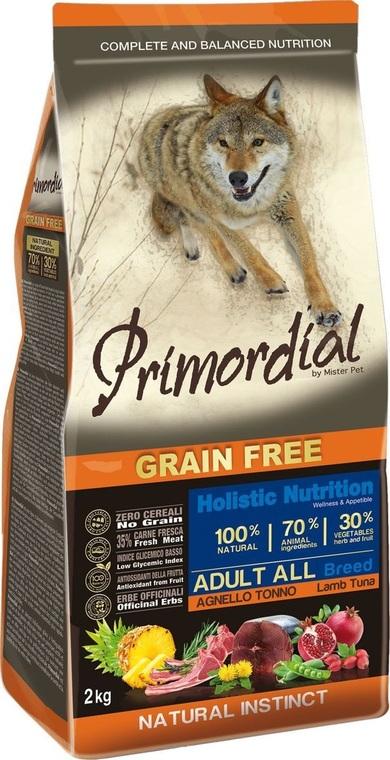 COMPLETE AND BALANCED NUTRITION
Primordial
by Mister Pet
GRAIN FREE
Primordial
GRAIN FREE
NATURAL
INGREDIENT
70% 30%
Holistic Nutrition
Wellness & Appetible
100%
NATURAL
70%
ANIMAL
ingredients
30%
VEGETABLES
herb and fruit
ZERO CEREALI
No Grain
35% CARNE FRESCA
Fresh Meat
INDICE GLICEMICO BASSO
Low Glycemic Index
ANTIOSSIDANTI DELLA FRUTTA
Antioxidant from Fruit
ERBE OFFICINALI
Officinal Erbs
ADULT ALL Breed
AGNELLO TONNO Lamb Tuna
2kg
NATURAL INSTINCT